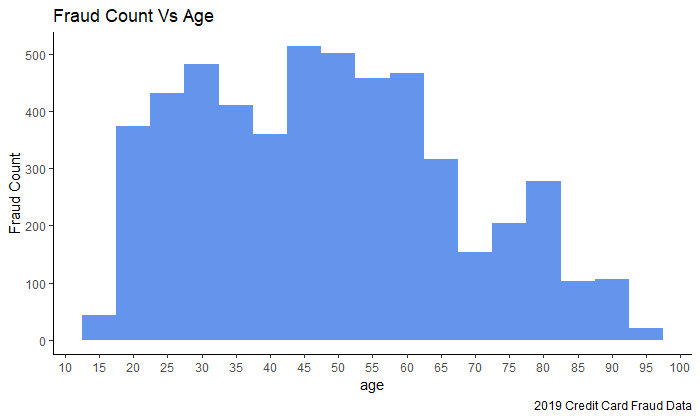 Fraud Count Vs Age
Fraud Count
500
400
300
200
100
0
10 15 20 25 30 35 40 45 50 55 60 65 70 75 80 85 90 95 100
age
2019 Credit Card Fraud Data